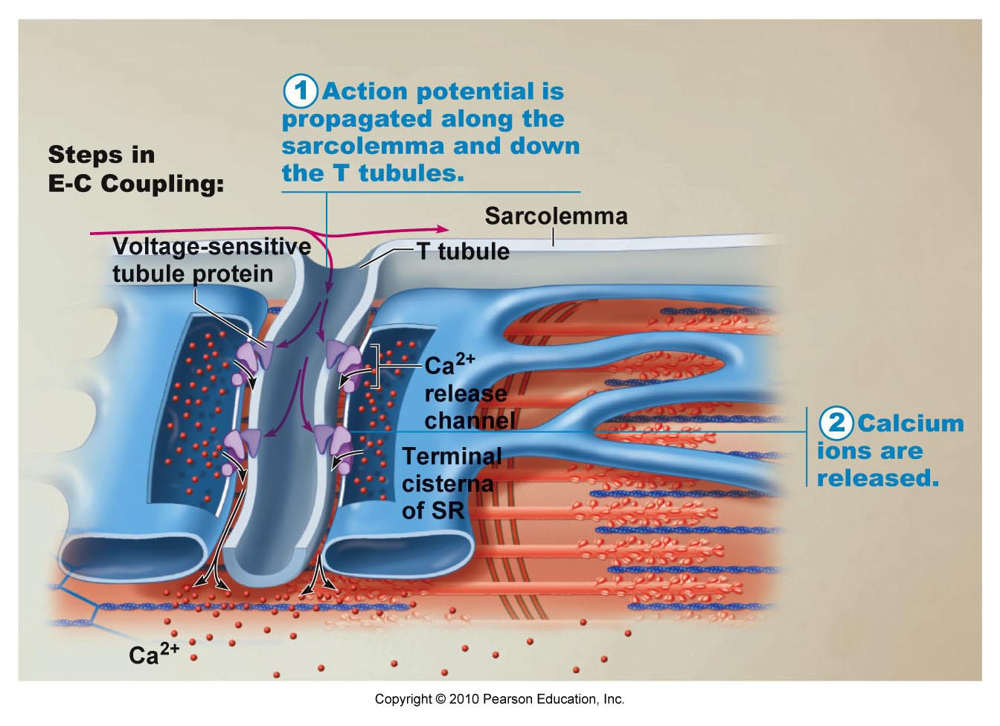 1 Action potential is
propagated along the
sarcolemma and down
the T tubules.
Steps in
E-C Coupling:
Sarcolemma
Voltage-sensitive
tubule protein
T tubule
Ca2+
release
channel
2 Calcium
ions are
released.
Terminal
cisterna
of SR
Ca2+
Copyright © 2010 Pearson Education, Inc.